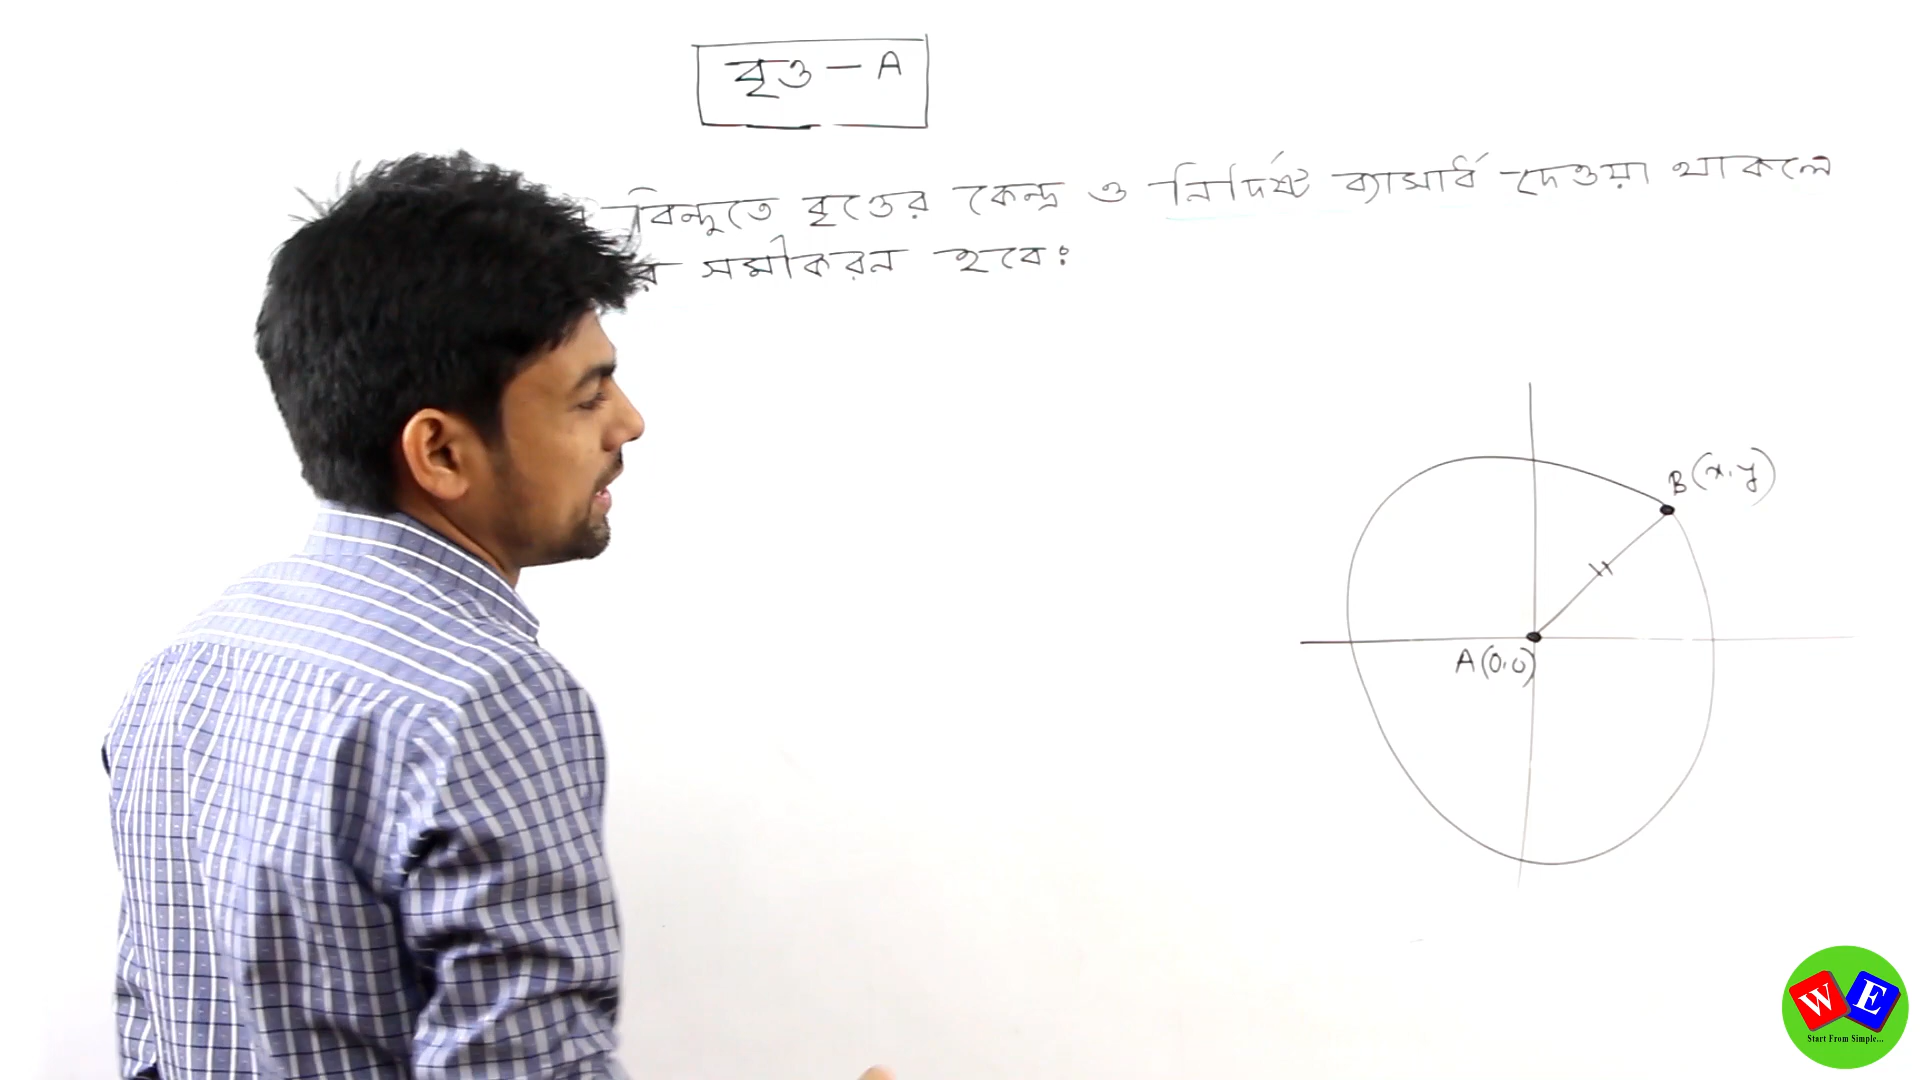 বৃত্ত - A
বিন্দুতে বৃত্তের কেন্দ্র ও নির্দিষ্ট ব্যাসার্ধ দেওয়া থাকলে
র সমীকরন হবে:
B(x, y)
A(0,0)
W E
Start From Simple...